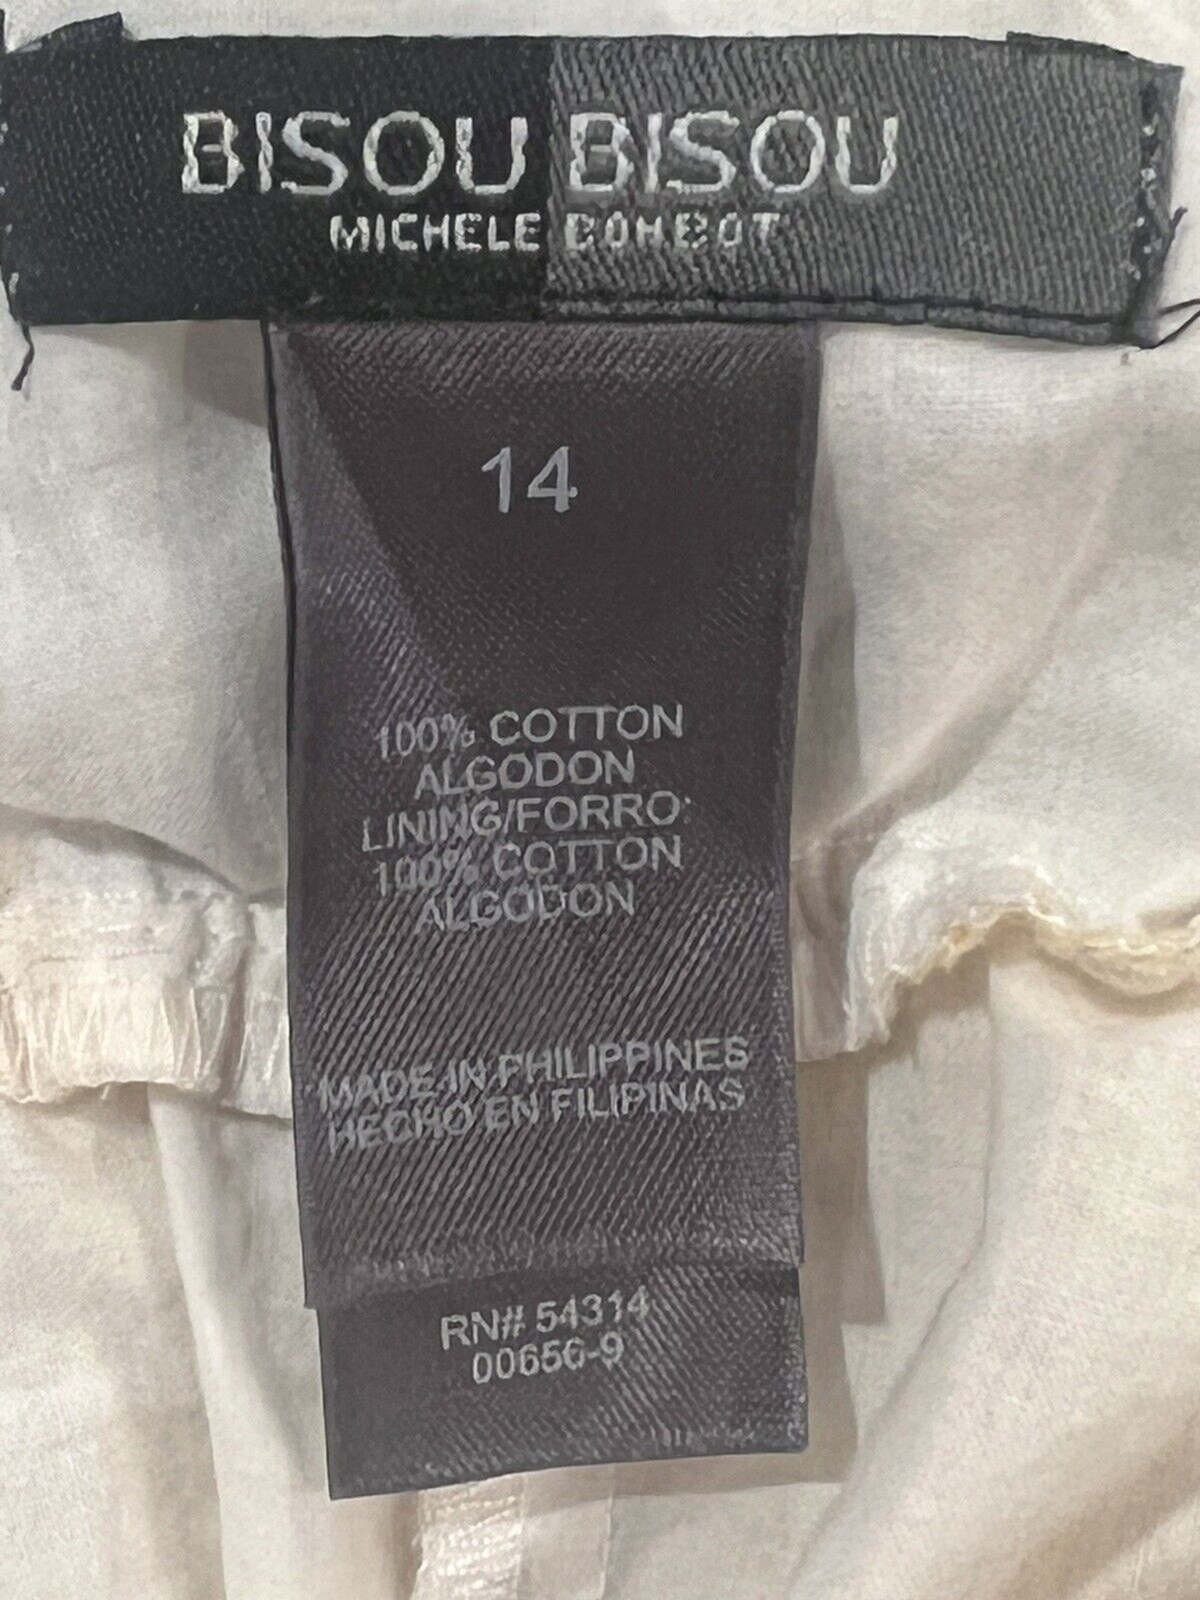 BISOU BISOU
MICHELE BOHBOT
14
100% COTTON
ALGODON
LINING/FORRO:
100% COTTON
ALGODON
MADE IN PHILIPPINES
HECHO EN FILIPINAS
RN# 54314
00656-9